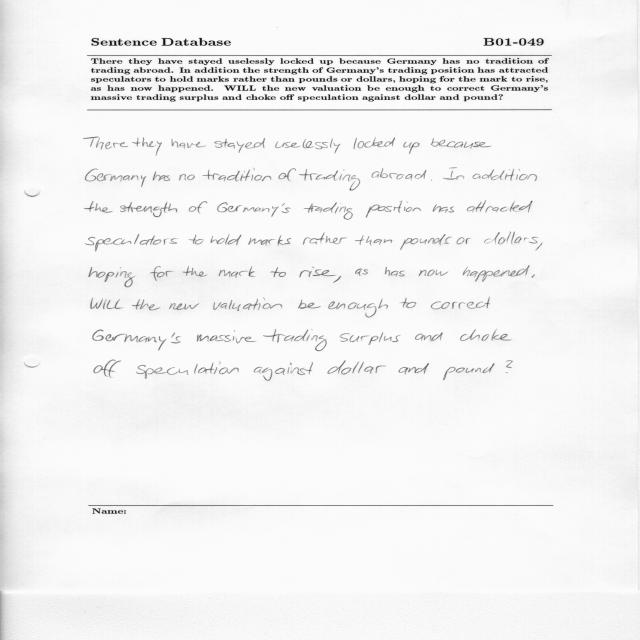 Sentence Database B01-049
There they have stayed uselessly locked up because Germany has no tradition of
trading abroad. In addition the strength of Germany's trading position has attracted
speculators to hold marks rather than pounds or dollars, hoping for the mark to rise,
as has now happened. WILL the new valuation be enough to correct Germany's
massive trading surplus and choke off speculation against dollar and pound?
There they have stayed uselessly locked up because
Germany has no tradition of trading abroad. In addition
the strength of Germany's trading position has attracted
speculators to hold marks rather than pounds or dollars,
hoping for the mark to rise, as has now happened.
WILL the new valuation be enough to correct
Germany's massive trading surplus and choke
off speculation against dollar and pound?
Name: